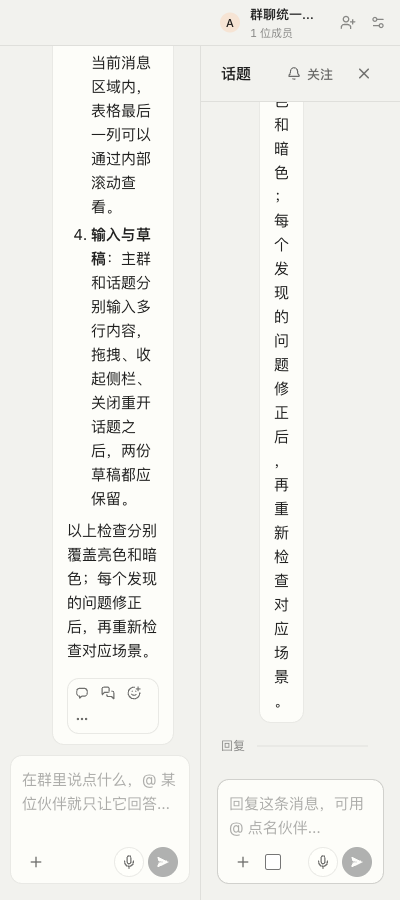 A
群聊统一...
1 位成员
当前消息
区域内，
表格最后
一列可以
通过内部
滚动查
看。
4. 输入与草
稿：主群
和话题分
别输入多
行内容，
拖拽、收
起侧栏、
关闭重开
话题之
后，两份
草稿都应
保留。
以上检查分别
覆盖亮色和暗
色；每个发现
的问题修正
后，再重新检
查对应场景。
...
在群里说点什么，@ 某
位伙伴就只让它回答...
话题
关注
色
和
暗
色
；
每
个
发
现
的
问
题
修
正
后
，
再
重
新
检
查
对
应
场
景
。
回复
回复这条消息，可用
@ 点名伙伴...